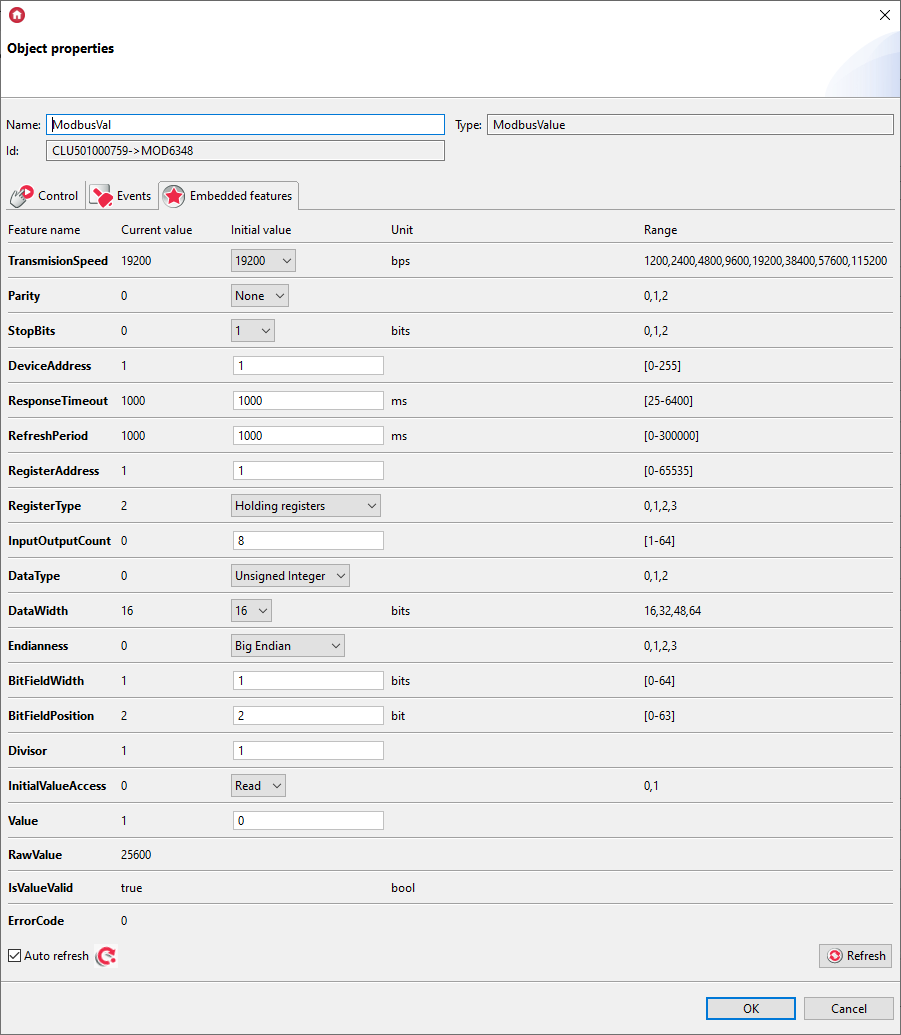 Object properties
Name: ModbusVal Type: ModbusValue
Id: CLU501000759->MOD6348
Control Events Embedded features
Feature name Current value Initial value Unit Range
TransmisionSpeed 19200 19200 bps 1200,2400,4800,9600,19200,38400,57600,115200
Parity 0 None 0,1,2
StopBits 0 1 bits 0,1,2
DeviceAddress 1 1 [0-255]
ResponseTimeout 1000 1000 ms [25-6400]
RefreshPeriod 1000 1000 ms [0-300000]
RegisterAddress 1 1 [0-65535]
RegisterType 2 Holding registers 0,1,2,3
InputOutputCount 0 8 [1-64]
DataType 0 Unsigned Integer 0,1,2
DataWidth 16 16 bits 16,32,48,64
Endianness 0 Big Endian 0,1,2,3
BitFieldWidth 1 1 bits [0-64]
BitFieldPosition 2 2 bit [0-63]
Divisor 1 1
InitialValueAccess 0 Read 0,1
Value 1 0
RawValue 25600
IsValueValid true bool
ErrorCode 0
Auto refresh Refresh
OK Cancel